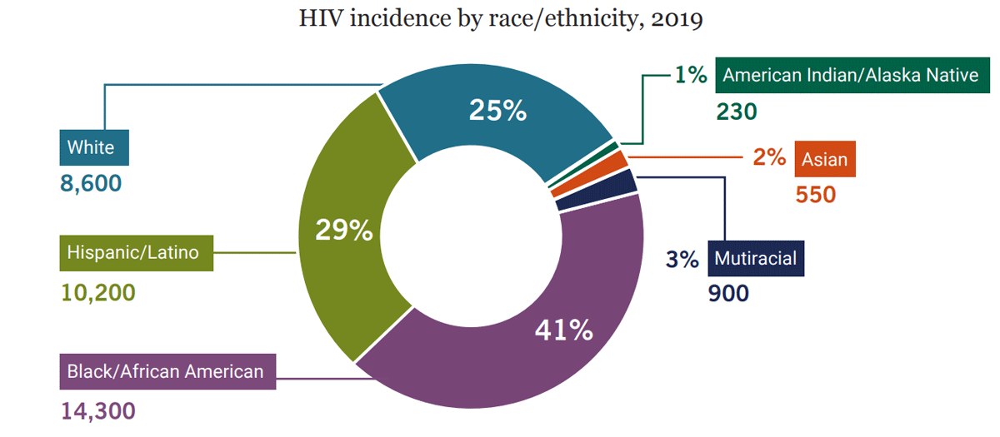 HIV incidence by race/ethnicity, 2019
1% American Indian/Alaska Native
230
25%
White
8,600
2% Asian
550
29%
Hispanic/Latino
10,200
3% Mutiracial
900
41%
Black/African American
14,300